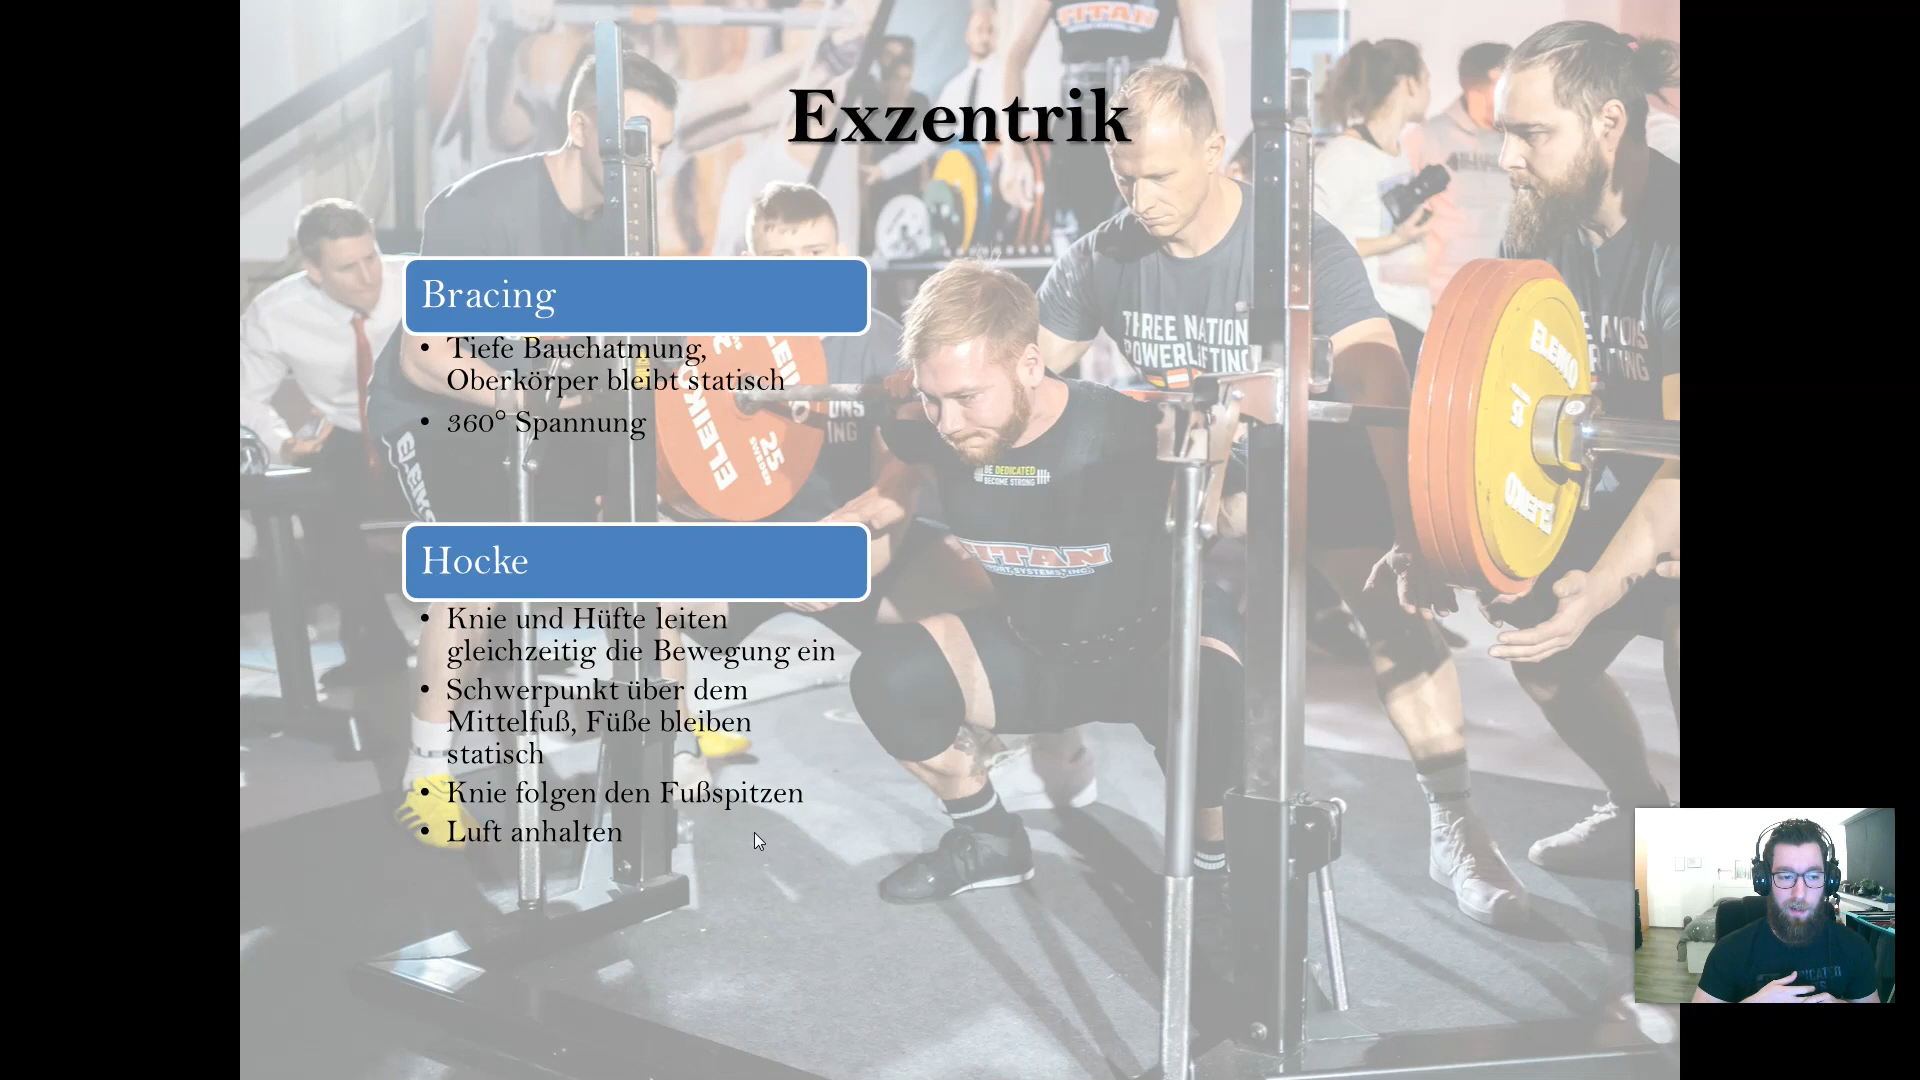 TITAN
Exzentrik
THREE NATION
POWERLIFTING
Bracing
• Tiefe Bauchatmung,
Oberkörper bleibt statisch
• 360° Spannung
ELEIKO
25
ELEIKO
ELEIKO
BE DEDICATED
BECOME STRONG
TITAN
Hocke
• Knie und Hüfte leiten
gleichzeitig die Bewegung ein
• Schwerpunkt über dem
Mittelfuß, Füße bleiben
statisch
• Knie folgen den Fußspitzen
• Luft anhalten